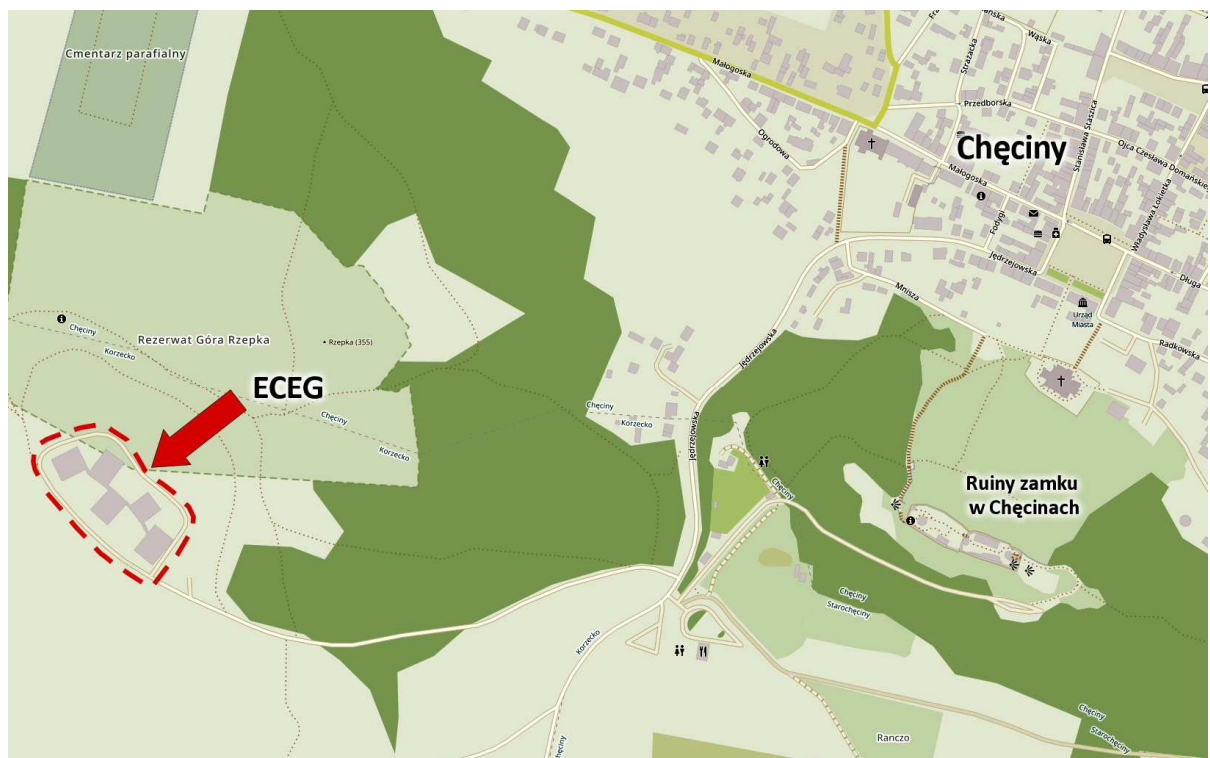 Cmentarz parafialny
Małogoska
Ogrodowa
Strażacka
Wąska
Przedborska
Stanisława Staszica
Ojca Czesława Domańskiego
Chęciny
Małogoska
Fodygi
Władysława Łokietka
Jędrzejowska
Długa
Mnisza
Urząd
Miasta
Radkowska
Chęciny
Korzecko
Rezerwat Góra Rzepka
Rzepka (355)
ECEG
Jędrzejowska
Chęciny
Korzecko
Chęciny
Korzecko
Jędrzejowska
Chęciny
Ruiny zamku
w Chęcinach
Chęciny
Starochęciny
Korzecko
Chęciny
Starochęciny
Ranczo